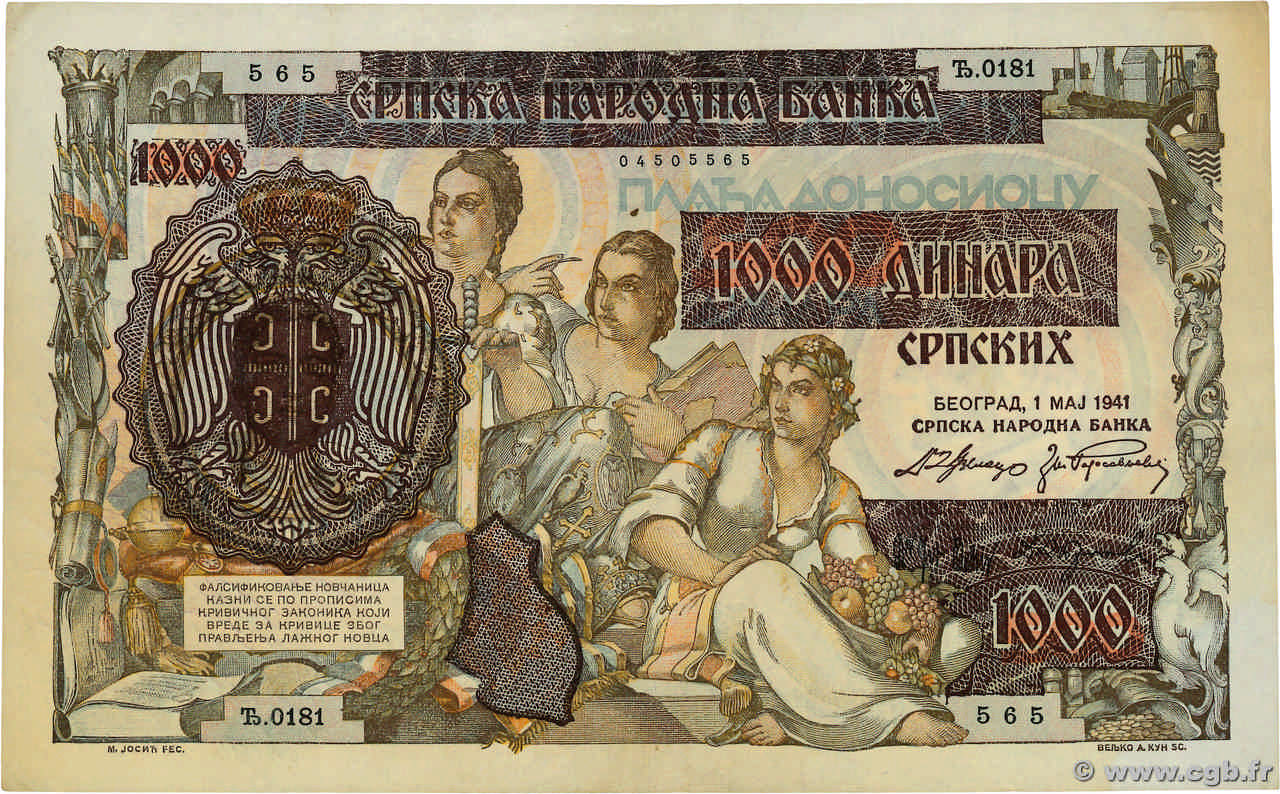 565
Ђ.0181
СРПСКА НАРОДНА БАНКА
1000
04505565
ПЛАЋА ДОНОСИОЦУ
1000 ДИНАРА
СРПСКИХ
БЕОГРАД, 1 МАЈ 1941
СРПСКА НАРОДНА БАНКА
ФАЛСИФИКОВАЊЕ НОВЧАНИЦА
КАЗНИ СЕ ПО ПРОПИСИМА
КРИВИЧНОГ ЗАКОНИКА КОЈИ
ВРЕДЕ ЗА КРИВИЦЕ ЗБОГ
ПРАВЉЕЊА ЛАЖНОГ НОВЦА
1000
Ђ.0181
565
М. ЈОСИЋ FEC.
ВЕЉКО А. КУН SC.
© www.cgb.fr